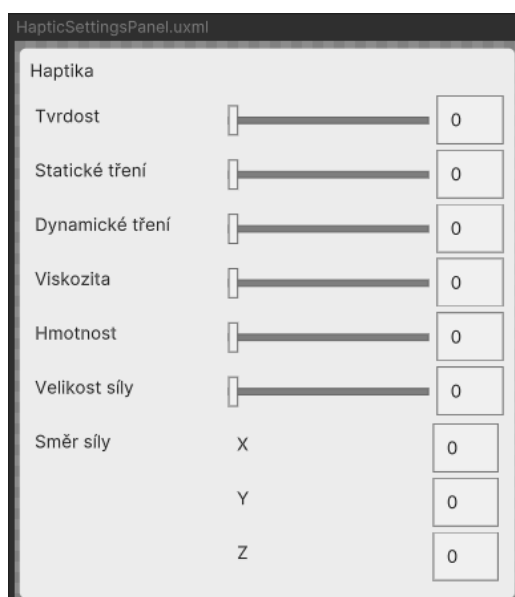 HapticSettingsPanel.uxml
Haptika
Tvrdost 0
Statické tření 0
Dynamické tření 0
Viskozita 0
Hmotnost 0
Velikost síly 0
Směr síly X 0
Y 0
Z 0